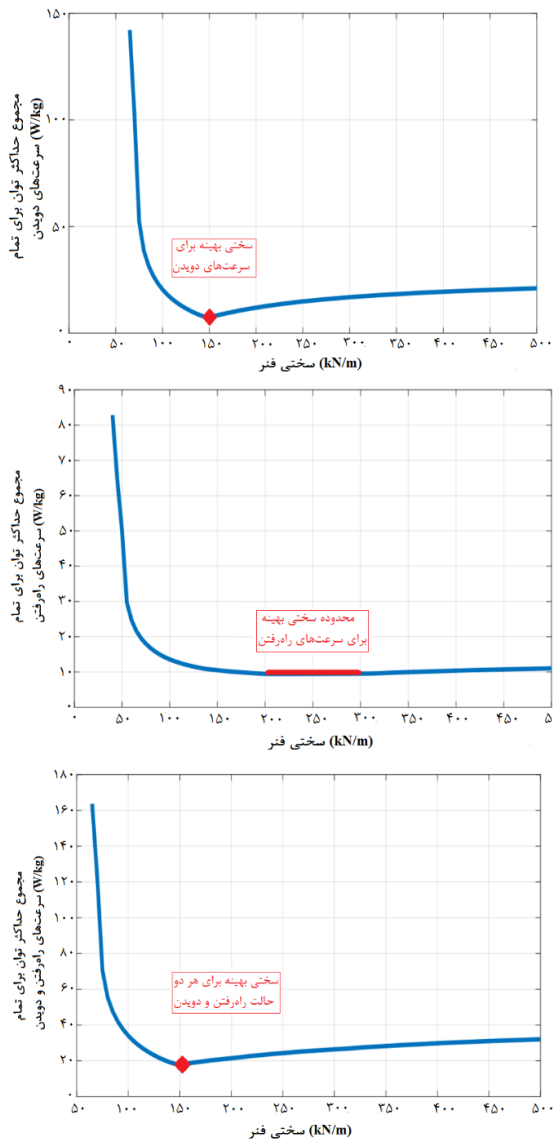 مجموع حداکثر توان برای تمام
سرعت‌های دویدن (W/kg)
۱۵۰
۱۰۰
۵۰
۰
سختی بهینه برای
سرعت‌های دویدن
۰ ۵۰ ۱۰۰ ۱۵۰ ۲۰۰ ۲۵۰ ۳۰۰ ۳۵۰ ۴۰۰ ۴۵۰ ۵۰۰
سختی فنر (kN/m)
مجموع حداکثر توان برای تمام
سرعت‌های راه‌رفتن (W/kg)
۹۰
۸۰
۷۰
۶۰
۵۰
۴۰
۳۰
۲۰
۱۰
۰
محدوده سختی بهینه
برای سرعت‌های راه‌رفتن
۰ ۵۰ ۱۰۰ ۱۵۰ ۲۰۰ ۲۵۰ ۳۰۰ ۳۵۰ ۴۰۰ ۴۵۰ ۵
سختی فنر (kN/m)
مجموع حداکثر توان برای تمام
سرعت‌های راه‌رفتن و دویدن (W/kg)
۱۸۰
۱۶۰
۱۴۰
۱۲۰
۱۰۰
۸۰
۶۰
۴۰
۲۰
۰
سختی بهینه برای هر دو
حالت راه‌رفتن و دویدن
۵۰ ۱۰۰ ۱۵۰ ۲۰۰ ۲۵۰ ۳۰۰ ۳۵۰ ۴۰۰ ۴۵۰ ۵۰۰
سختی فنر (kN/m)